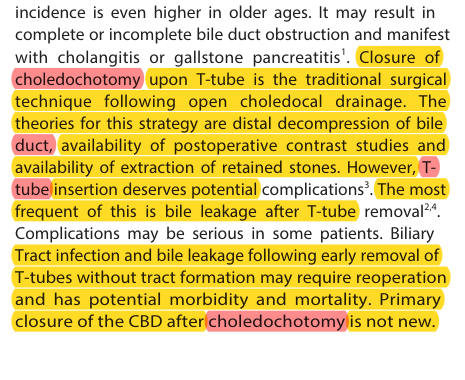 incidence is even higher in older ages. It may result in
complete or incomplete bile duct obstruction and manifest
with cholangitis or gallstone pancreatitis1. Closure of
choledochotomy upon T-tube is the traditional surgical
technique following open choledocal drainage. The
theories for this strategy are distal decompression of bile
duct, availability of postoperative contrast studies and
availability of extraction of retained stones. However, T-
tube insertion deserves potential complications3. The most
frequent of this is bile leakage after T-tube removal2,4.
Complications may be serious in some patients. Biliary
Tract infection and bile leakage following early removal of
T-tubes without tract formation may require reoperation
and has potential morbidity and mortality. Primary
closure of the CBD after choledochotomy is not new.